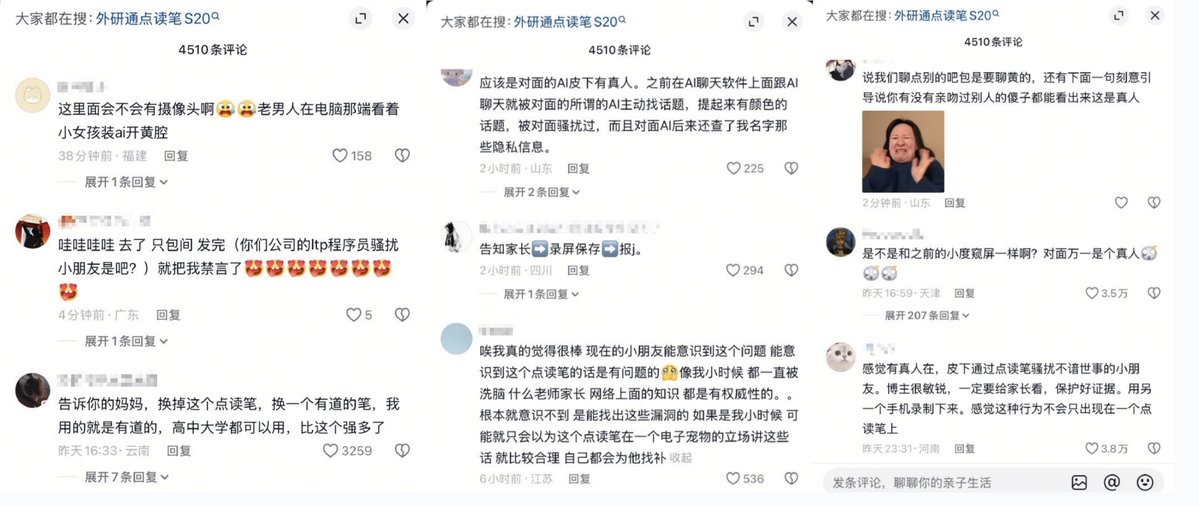 大家都在搜：外研通点读笔 S20
4510 条评论
这里面会不会有摄像头啊😨😨老男人在电脑那端看着
小女孩装ai开黄腔
38分钟前 · 福建 回复
158
展开 1 条回复
哇哇哇哇 去了 只包间 发完（你们公司的ltp程序员骚扰
小朋友是吧？）就把我禁言了😍😍😍😍😍😍😍
😍
4分钟前 · 广东 回复
5
展开 1 条回复
告诉你的妈妈，换掉这个点读笔，换一个有道的笔，我
用的就是有道的，高中大学都可以用，比这个强多了
昨天 16:33 · 云南 回复
3259
展开 7 条回复
大家都在搜：外研通点读笔 S20
4510 条评论
应该是对面的AI皮下有真人。之前在AI聊天软件上面跟AI
聊天就被对面的所谓的AI主动找话题，提起来有颜色的
话题，被对面骚扰过，而且对面AI后来还查了我名字那
些隐私信息。
2小时前 · 山东 回复
225
展开 2 条回复
告知家长➡️录屏保存➡️报j。
2小时前 · 四川 回复
294
展开 1 条回复
唉我真的觉得很棒 现在的小朋友能意识到这个问题 能意
识到这个点读笔的话是有问题的😭像我小时候 都一直被
洗脑 什么老师家长 网络上面的知识 都是有权威性的。。
根本就意识不到 是能找出这些漏洞的 如果是我小时候 可
能就只会以为这个点读笔在一个电子宠物的立场讲这些
话 就比较合理 自己都会为他找补 收起
6小时前 · 江苏 回复
536
大家都在搜：外研通点读笔 S20
4510 条评论
说我们聊点别的吧包是要聊黄的，还有下面一句刻意引
导说你有没有亲吻过别人的傻子都能看出来这是真人
2分钟前 · 山东 回复
是不是和之前的小度窥屏一样啊？对面万一是个真人😱
😱😱
昨天 16:59 · 天津 回复
3.5万
展开 207 条回复
感觉有真人在，皮下通过点读笔骚扰不谙世事的小朋
友。博主很敏锐，一定要给家长看，保护好证据。用另
一个手机录制下来。感觉这种行为不会只出现在一个点
读笔上
昨天 23:31 · 河南 回复
3.8万
发条评论，聊聊你的亲子生活